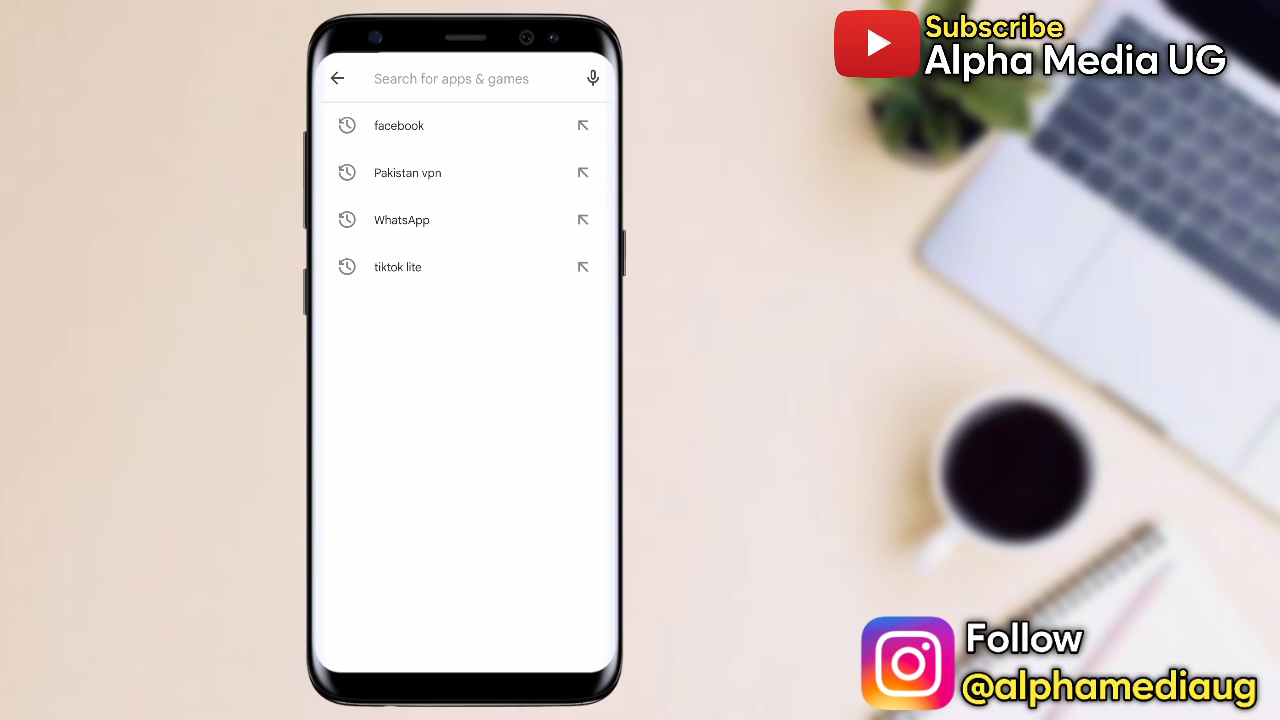 Search for apps & games
facebook
Pakistan vpn
WhatsApp
tiktok lite
Subscribe
Alpha Media UG
Follow
@alphamediaug